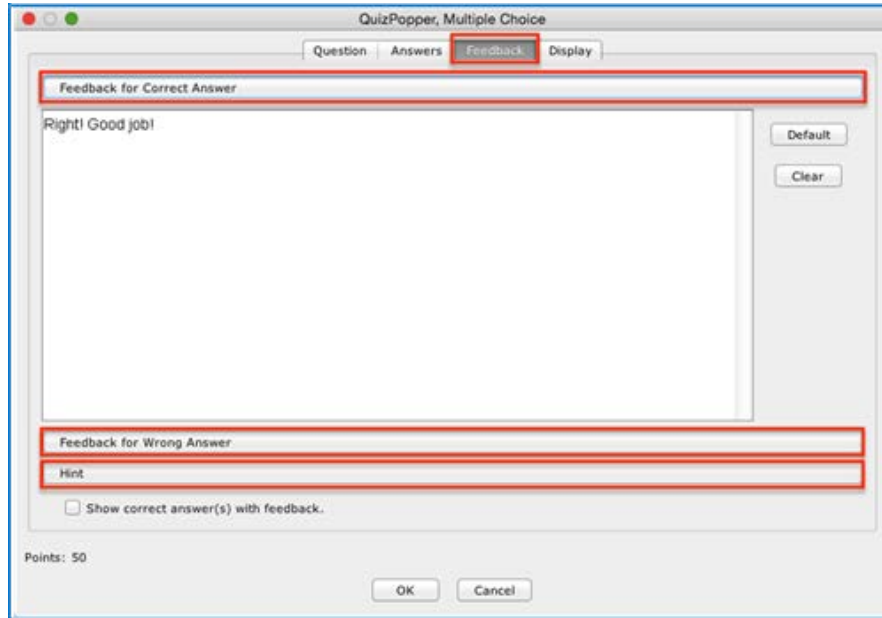 QuizPopper, Multiple Choice
Question Answers Feedback Display
Feedback for Correct Answer
Right! Good job!
Default
Clear
Feedback for Wrong Answer
Hint
Show correct answer(s) with feedback.
Points: 50
OK Cancel